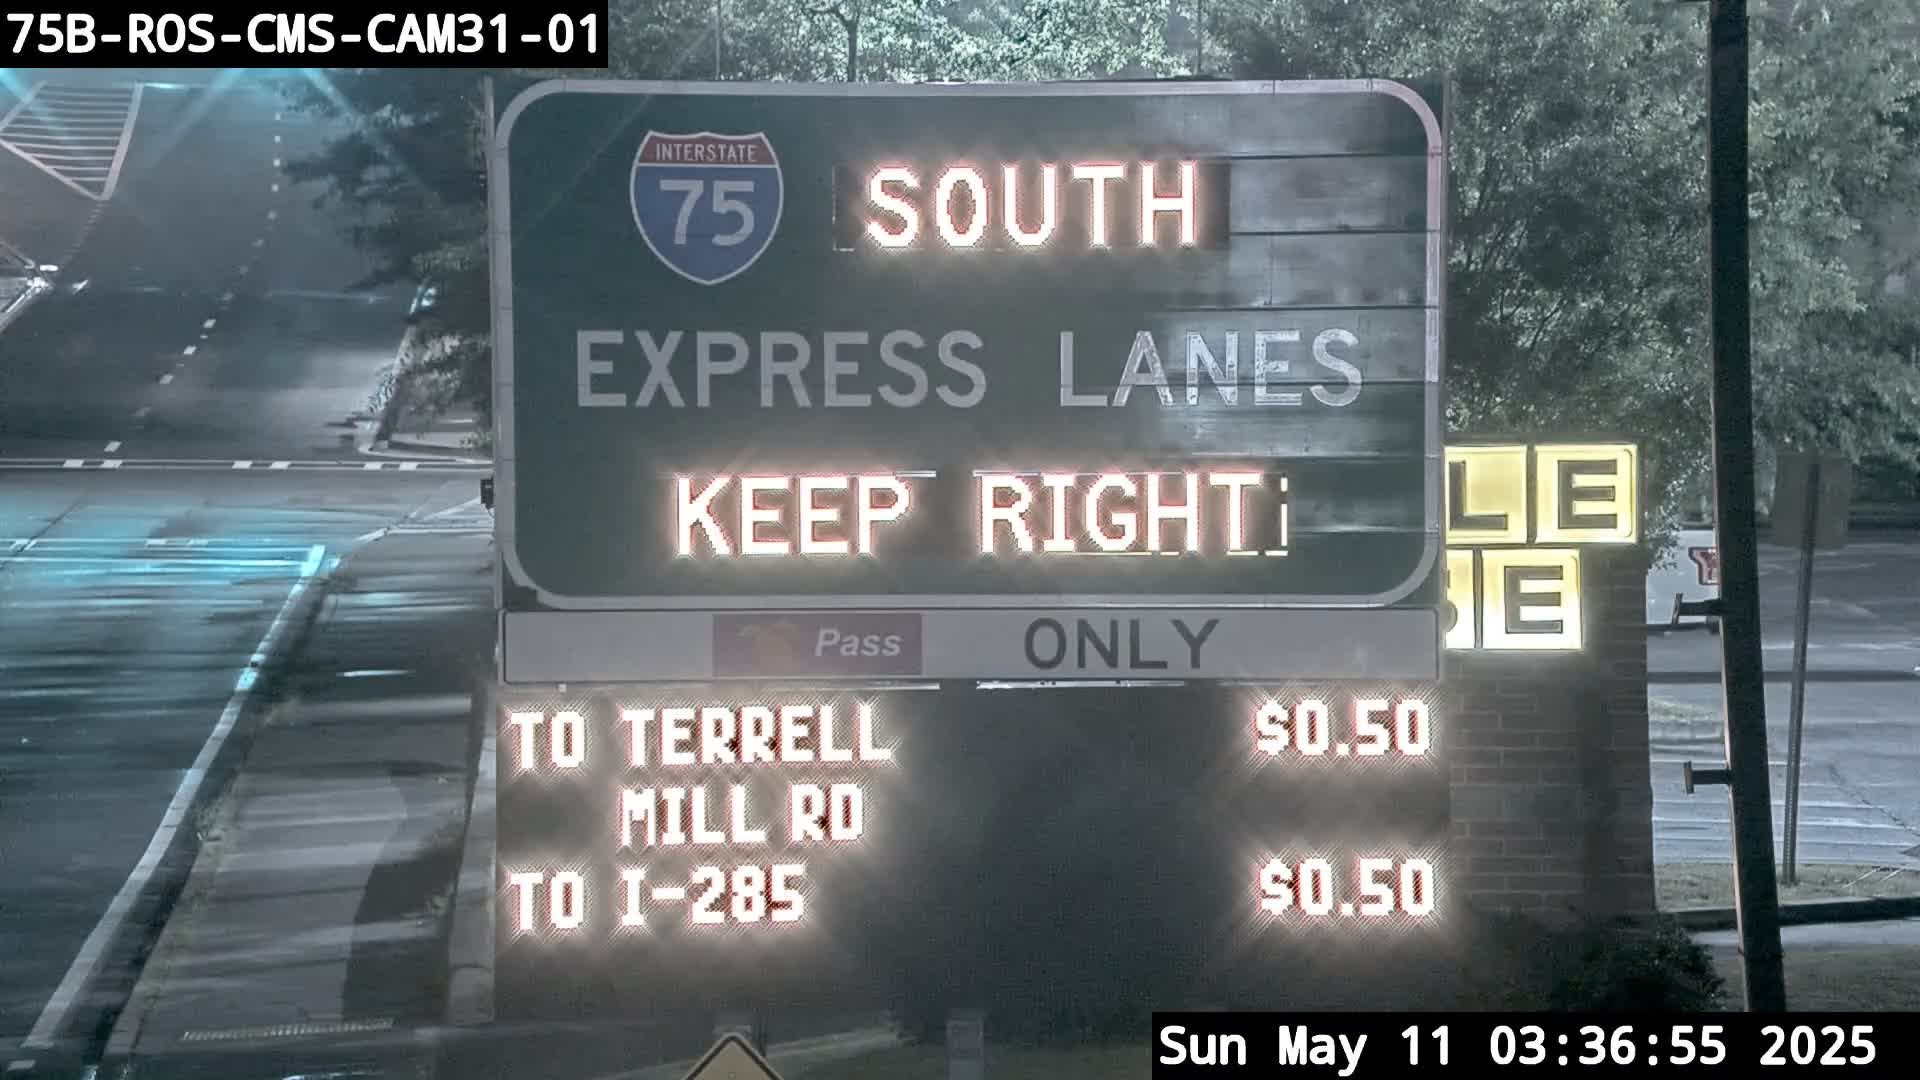 75B-ROS-CMS-CAM31-01
INTERSTATE
75
SOUTH
EXPRESS LANES
KEEP RIGHT
Pass ONLY
TO TERRELL $0.50
MILL RD
TO I-285 $0.50
LE
E
Sun May 11 03:36:55 2025